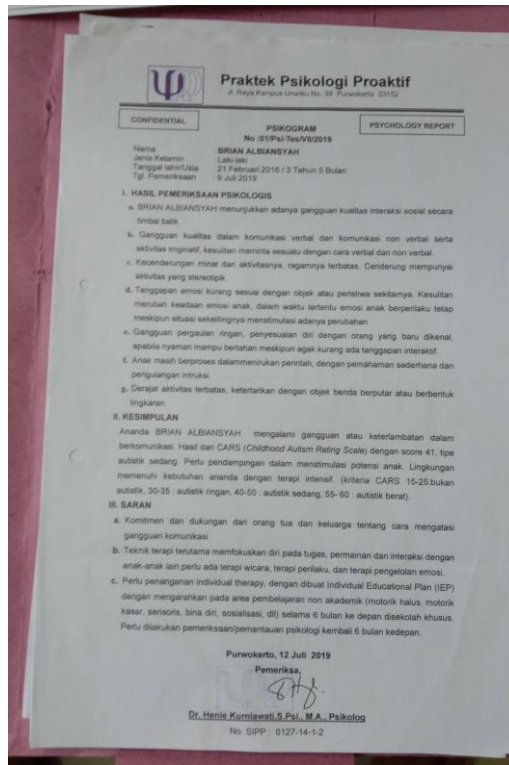 Praktek Psikologi Proaktif
Jl. Raya Kampus Unwiku No. 39 Purwokerto 53152
CONFIDENTIAL
PSYCHOLOGY REPORT
PSIKOGRAM
No :01/Psi-Tes/VII/2019
Nama : BRIAN ALBIANSYAH
Jenis Kelamin : Laki-laki
Tanggal lahir/Usia : 21 Februari 2016 / 3 Tahun 5 Bulan
Tgl. Pemeriksaan : 9 Juli 2019
I. HASIL PEMERIKSAAN PSIKOLOGIS
a. BRIAN ALBIANSYAH menunjukkan adanya gangguan kualitas interaksi sosial secara
timbal balik
b. Gangguan kualitas dalam komunikasi verbal dan komunikasi non verbal serta
aktivitas imginatif, kesulitan meminta sesuatu dengan cara verbal dan non verbal.
c. Kecenderungan minat dan aktivitasnya, ragamnya terbatas. Cenderung mempunyai
aktivitas yang stereotipik.
d. Tanggapan emosi kurang sesuai dengan objek atau peristiwa sekitarnya. Kesulitan
merubah keadaan emosi anak, dalam waktu tertentu emosi anak berperilaku tetap
meskipun situasi sekelilingnya menstimulasi adanya perubahan
e. Gangguan pergaulan ringan, penyesuian diri dengan orang yang baru dikenal,
apabila nyaman mampu bertahan meskipun agak kurang ada tanggapan interaktif.
f. Anak masih berproses dalammenirukan perintah, dengan pemahaman sederhana dan
pengulangan intruksi.
g. Derajat aktivitas terbatas, ketertarikan dengan objek benda berputar atau berbentuk
lingkaran.
II. KESIMPULAN
Ananda BRIAN ALBIANSYAH mengalami gangguan atau keterlambatan dalam
berkomunikasi. Hasil dari CARS (Childhood Autism Rating Scale) dengan score 41, tipe
autistik sedang. Perlu pendampingan dalam menstimulasi potensi anak. Lingkungan
memenuhi kebutuhan ananda dengan terapi intensif. (kriteria CARS 15-25:bukan
autistik, 30-35 : autistik ringan, 40-50 : autistik sedang, 55- 60 : autistik berat).
III. SARAN
a. Komitmen dan dukungan dari orang tua dan keluarga tentang cara mengatasi
gangguan komunikasi
b. Teknik terapi terutama memfokuskan diri pada tugas, permainan dan interaksi dengan
anak-anak lain,perlu ada terapi wicara, terapi perilaku, dan terapi pengelolan emosi.
c. Perlu penanganan individual therapy, dengan dibuat Individual Educational Plan (IEP)
dengan mengarahkan pada area pembelajaran non akademik (motorik halus, motorik
kasar, sensoris, bina diri, sosialisasi, dlf) selama 6 bulan ke depan disekolah khusus.
Perlu dilakukan pemeriksaan/pemantauan psikologi kembali 6 bulan kedepan.
Purwokerto, 12 Juli 2019
Pemeriksa,
Dr. Henie Kurniawati,S.Psi., M.A., Psikolog
No. SIPP : 0127-14-1-2